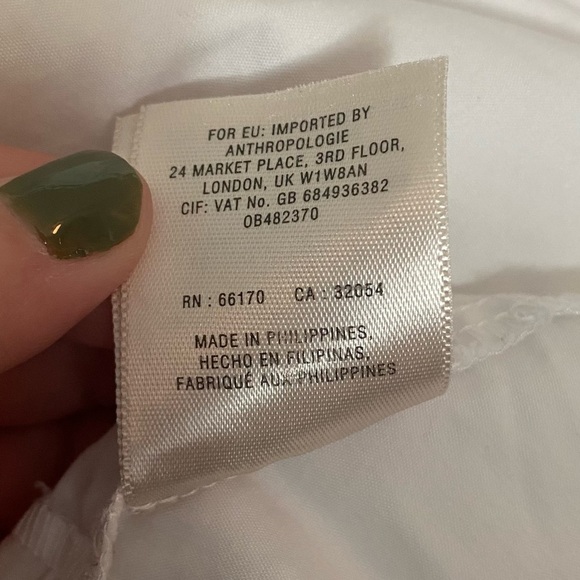 FOR EU: IMPORTED BY
ANTHROPOLOGIE
24 MARKET PLACE, 3RD FLOOR,
LONDON, UK W1W8AN
CIF: VAT No. GB 684936382
0B482370
RN : 66170 CA : 32054
MADE IN PHILIPPINES,
HECHO EN FILIPINAS,
FABRIQUÉ AUX PHILIPPINES